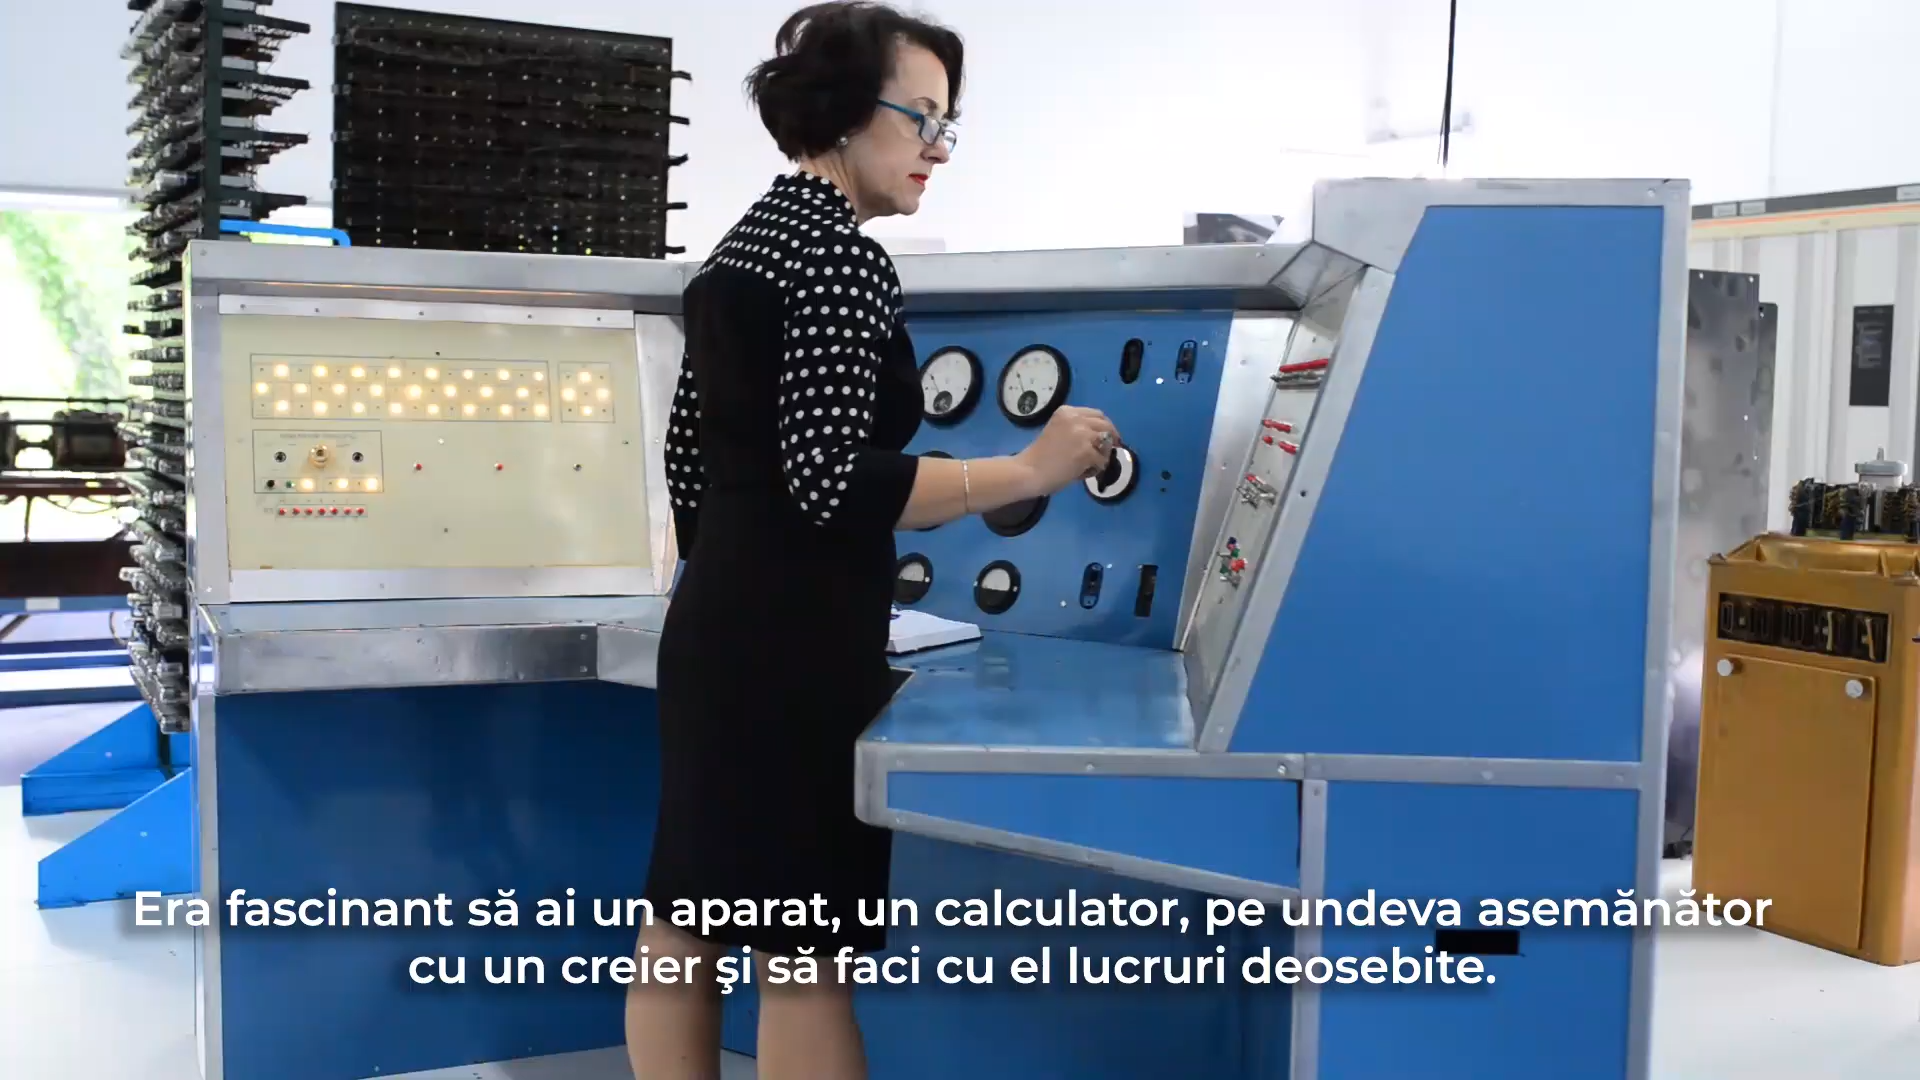 Era fascinant să ai un aparat, un calculator, pe undeva asemănător
cu un creier şi să faci cu el lucruri deosebite.